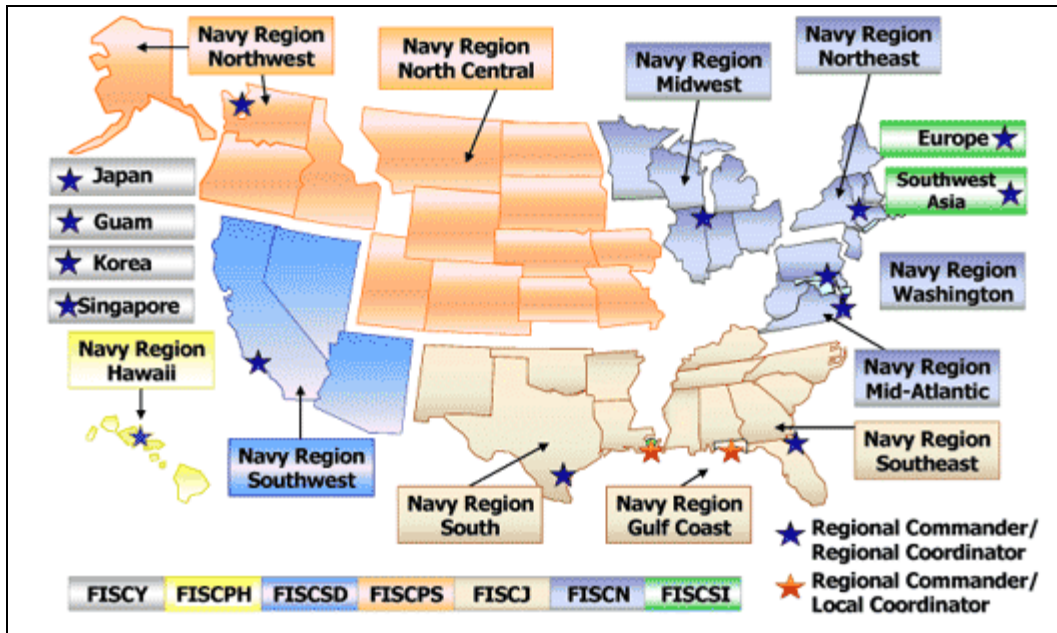 Navy Region
Northwest
Navy Region
North Central
Navy Region
Midwest
Navy Region
Northeast
Europe
Southwest
Asia
Japan
Guam
Korea
Singapore
Navy Region
Washington
Navy Region
Hawaii
Navy Region
Mid-Atlantic
Navy Region
Southwest
Navy Region
South
Navy Region
Gulf Coast
Navy Region
Southeast
Regional Commander/
Regional Coordinator
Regional Commander/
Local Coordinator
FISCY FISCPH FISCSD FISCPS FISCJ FISCN FISCSI